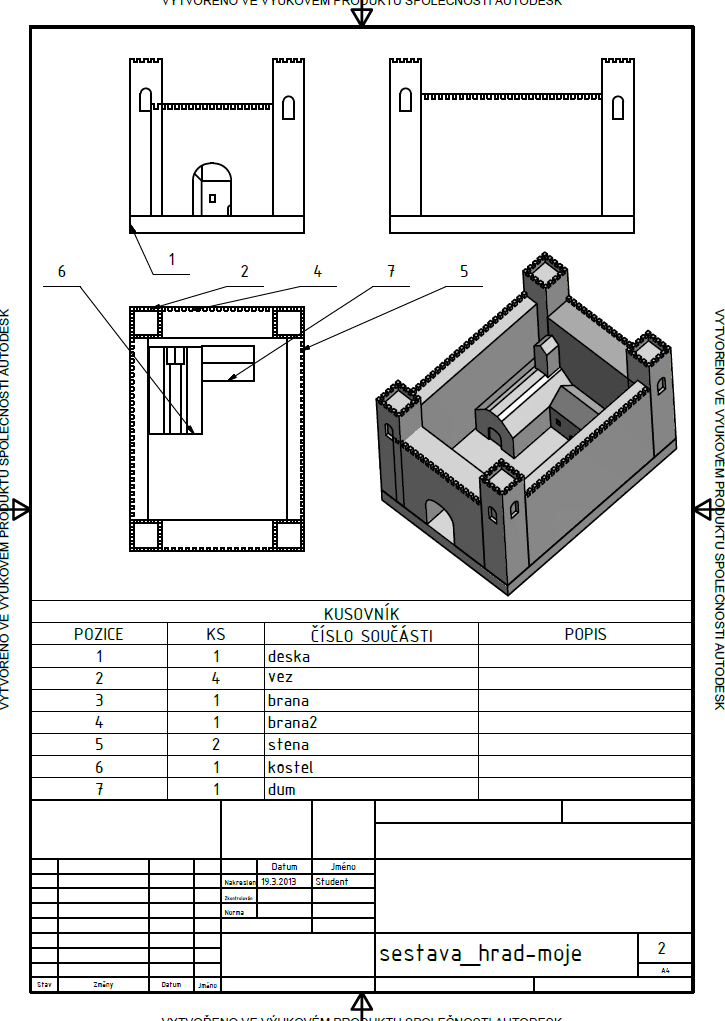 VYTVOŘENO VE VÝUKOVÉM PRODUKTU SPOLEČNOSTI AUTODESK
1
6 2 4 7 5
VYTVOŘENO VE VÝUKOVÉM PRODUKTU SPOLEČNOSTI AUTODESK
VYTVOŘENO VE VÝUKOVÉM PRODUKTU SPOLEČNOSTI AUTODESK
KUSOVNÍK
POZICE KS ČÍSLO SOUČÁSTI POPIS
1 1 deska
2 4 vez
3 1 brana
4 1 brana2
5 2 stena
6 1 kostel
7 1 dum
Datum Jméno
Nakreslen 19.3.2013 Student
Zkontroloval
Norma
sestava_hrad-moje 2
A4
Stav Změny Datum Jméno
VYTVOŘENO VE VÝUKOVÉM PRODUKTU SPOLEČNOSTI AUTODESK